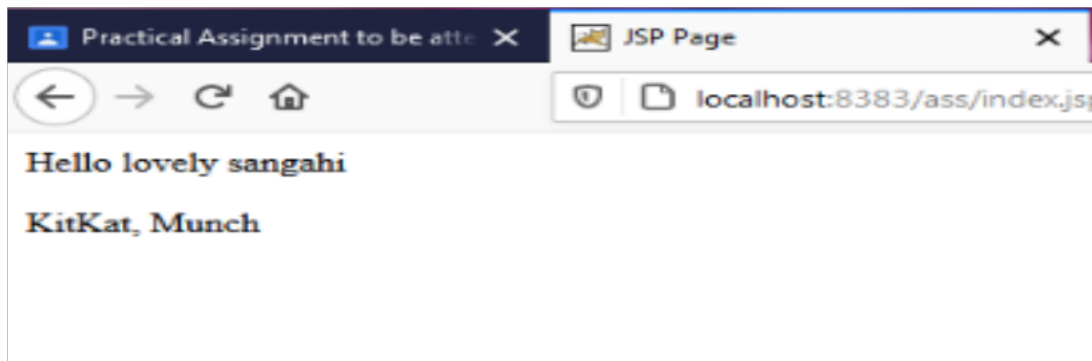 Practical Assignment to be atte
JSP Page
localhost:8383/ass/index.jsp
Hello lovely sangahi
KitKat, Munch